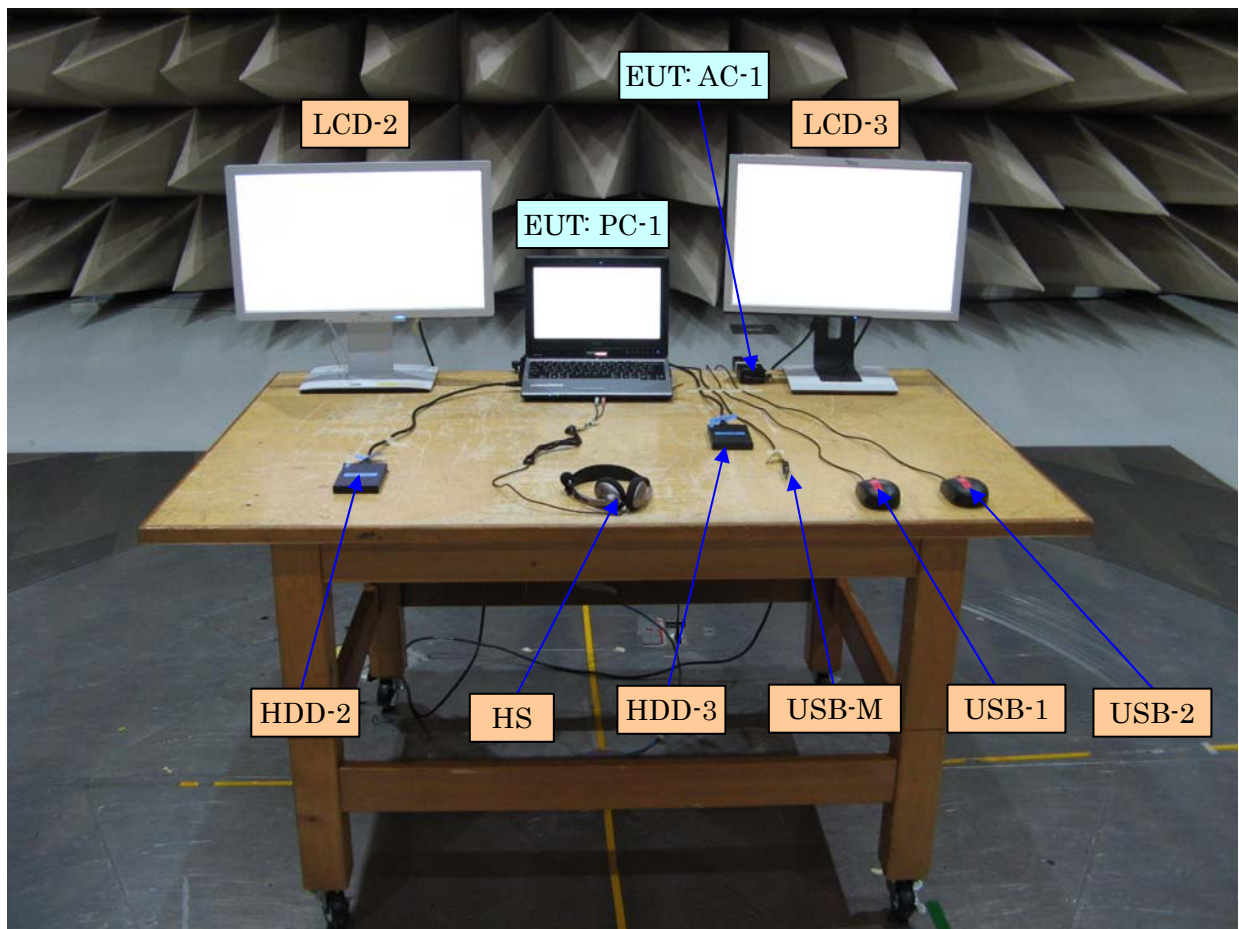 EUT: AC-1
LCD-2
LCD-3
EUT: PC-1
HDD-2
HS
HDD-3
USB-M
USB-1
USB-2